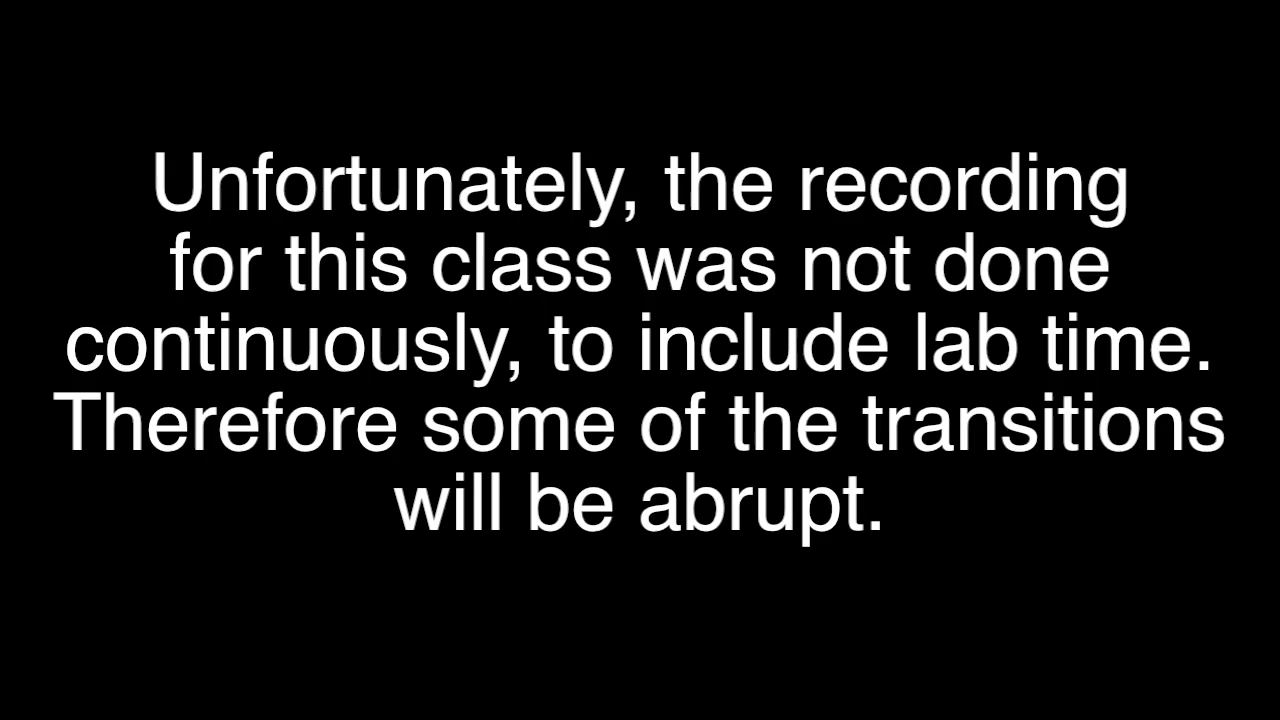 Unfortunately, the recording
for this class was not done
continuously, to include lab time.
Therefore some of the transitions
will be abrupt.